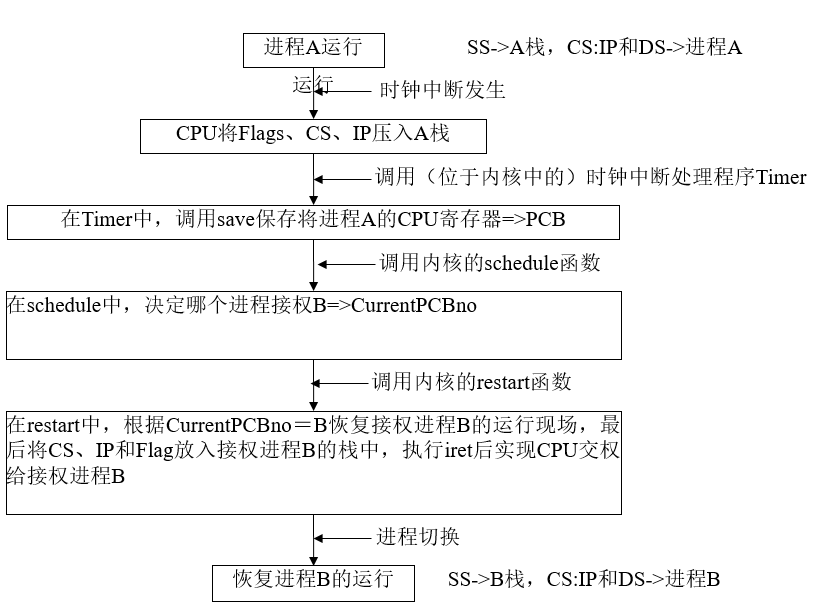 进程A运行
SS->A栈，CS:IP和DS->进程A
运行
时钟中断发生
CPU将Flags、CS、IP压入A栈
调用（位于内核中的）时钟中断处理程序Timer
在Timer中，调用save保存将进程A的CPU寄存器=>PCB
调用内核的schedule函数
在schedule中，决定哪个进程接权B=>CurrentPCBno
调用内核的restart函数
在restart中，根据CurrentPCBno＝B恢复接权进程B的运行现场，最
后将CS、IP和Flag放入接权进程B的栈中，执行iret后实现CPU交权
给接权进程B
进程切换
恢复进程B的运行
SS->B栈，CS:IP和DS->进程B